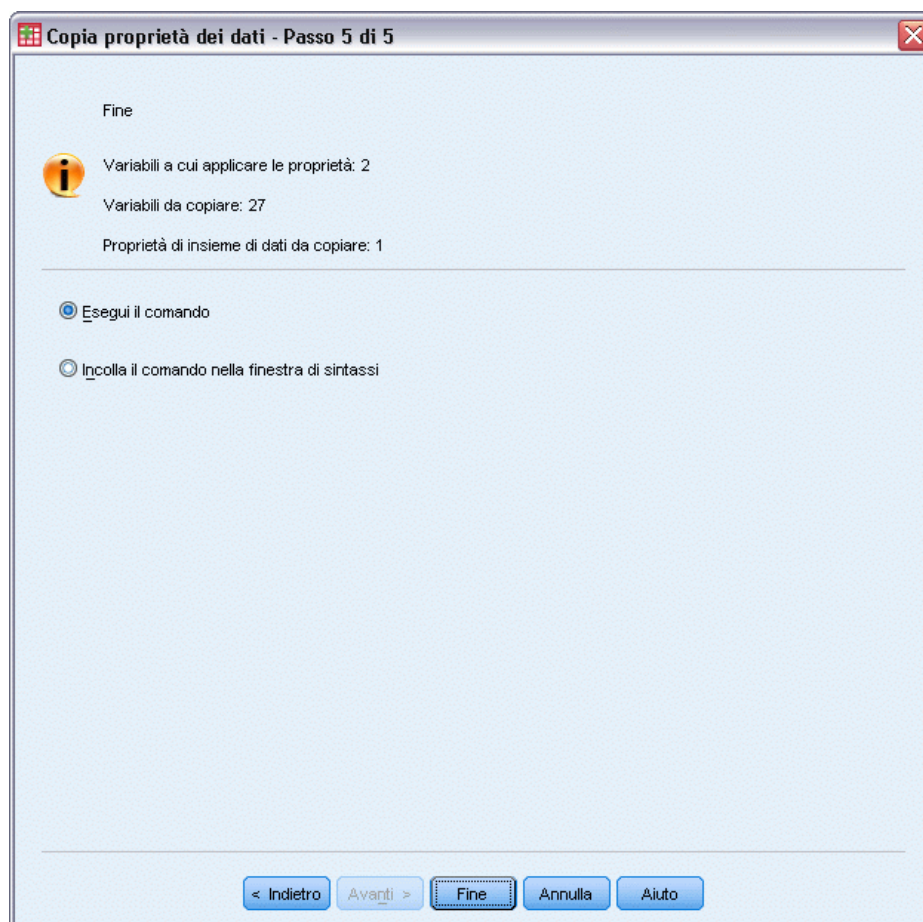 Copia proprietà dei dati - Passo 5 di 5
Fine
Variabili a cui applicare le proprietà: 2
Variabili da copiare: 27
Proprietà di insieme di dati da copiare: 1
Esegui il comando
Incolla il comando nella finestra di sintassi
< Indietro Avanti > Fine Annulla Aiuto